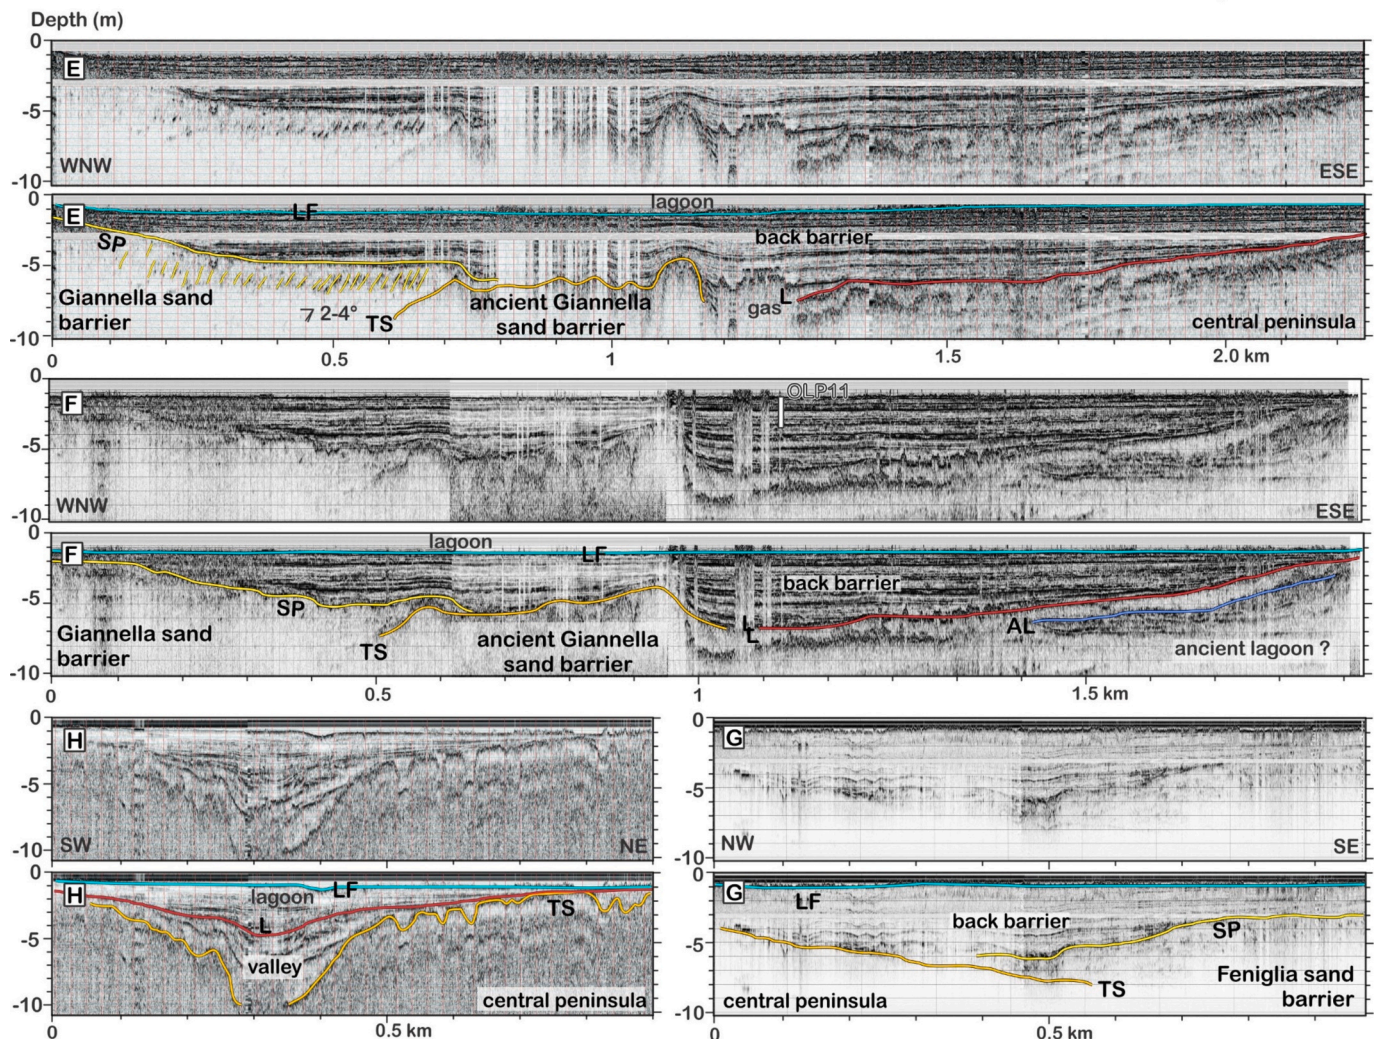 Depth (m)
0
E
-5
WNW
ESE
-10
0
E
LF
lagoon
SP
back barrier
-5
Giannella sand
barrier
7 2-4°
TS
ancient Giannella
sand barrier
gas
L
central peninsula
-10
0
0.5
1
1.5
2.0 km
0
F
OLP11
-5
WNW
ESE
-10
0
F
lagoon
LF
back barrier
-5
SP
Giannella sand
barrier
TS
ancient Giannella
sand barrier
L
L
AL
ancient lagoon ?
-10
0
0.5
1
1.5 km
0
H
-5
SW
NE
-10
0
G
-5
NW
SE
-10
0
H
lagoon
LF
L
TS
-5
valley
central peninsula
-10
0
0.5 km
0
G
LF
back barrier
SP
-5
central peninsula
TS
Feniglia sand
barrier
-10
0
0.5 km